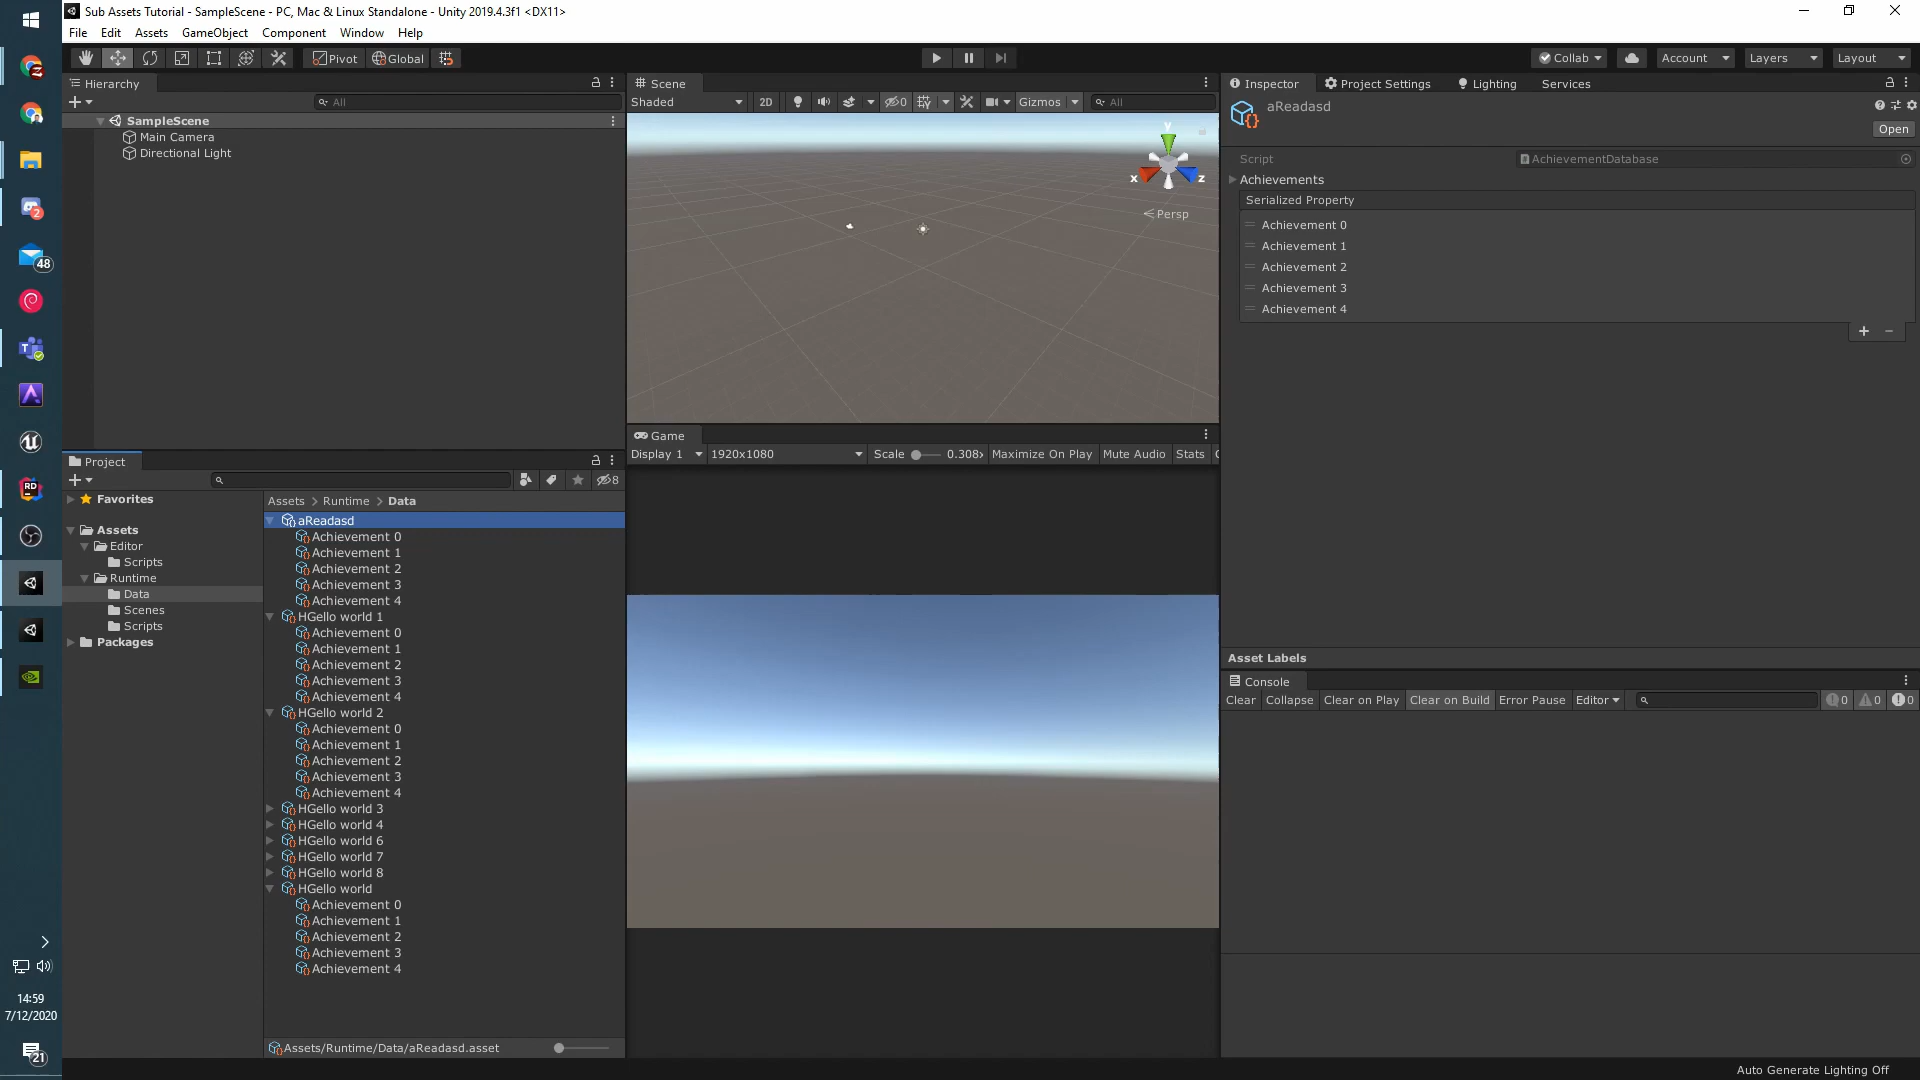 Sub Assets Tutorial - SampleScene - PC, Mac & Linux Standalone - Unity 2019.4.3f1 <DX11>
File Edit Assets GameObject Component Window Help
Pivot Global
Collab Account Layers Layout
Hierarchy
All
SampleScene
Main Camera
Directional Light
Scene
Shaded 2D 0 Gizmos All
y
x z
Persp
Game
Display 1 1920x1080 Scale 0.308x Maximize On Play Mute Audio Stats
Project
8
Favorites
Assets
Editor
Scripts
Runtime
Data
Scenes
Scripts
Packages
Assets > Runtime > Data
aReadasd
Achievement 0
Achievement 1
Achievement 2
Achievement 3
Achievement 4
HGello world 1
Achievement 0
Achievement 1
Achievement 2
Achievement 3
Achievement 4
HGello world 2
Achievement 0
Achievement 1
Achievement 2
Achievement 3
Achievement 4
HGello world 3
HGello world 4
HGello world 6
HGello world 7
HGello world 8
HGello world
Achievement 0
Achievement 1
Achievement 2
Achievement 3
Achievement 4
Assets/Runtime/Data/aReadasd.asset
Inspector Project Settings Lighting Services
aReadasd
Open
Script AchievementDatabase
Achievements
Serialized Property
Achievement 0
Achievement 1
Achievement 2
Achievement 3
Achievement 4
+ −
Asset Labels
Console
Clear Collapse Clear on Play Clear on Build Error Pause Editor 0 0 0
Auto Generate Lighting Off
2
48
RD
14:59
7/12/2020
21